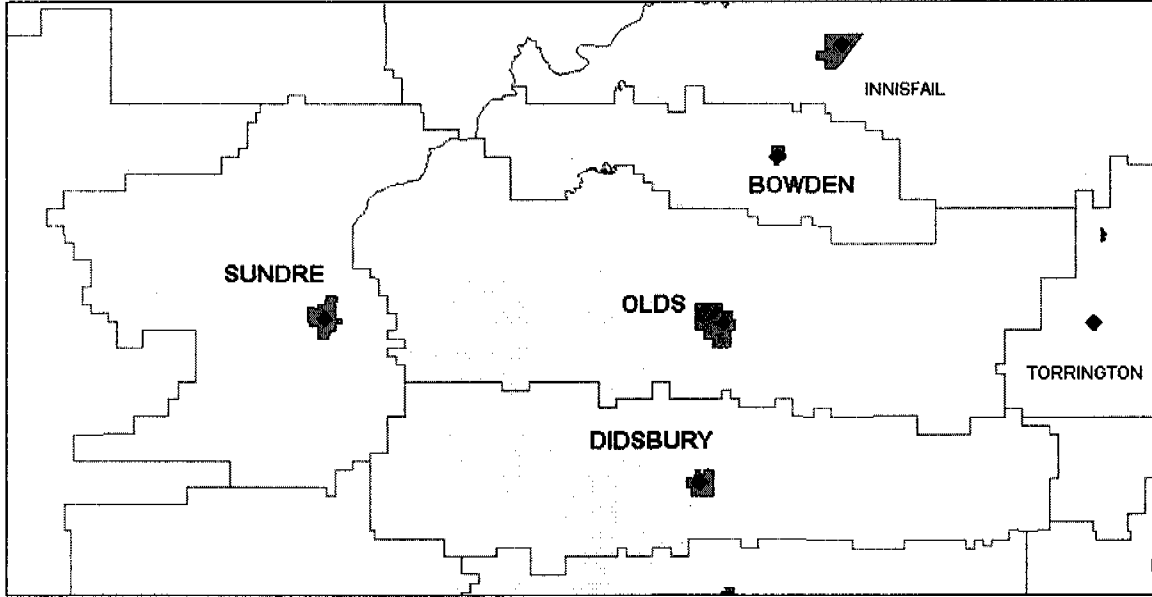 INNISFAIL
BOWDEN
SUNDRE
OLDS
TORRINGTON
DIDSBURY